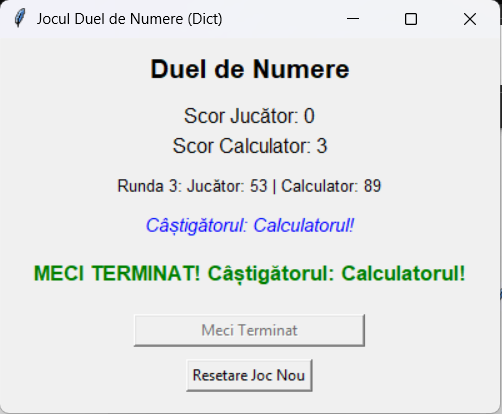 Jocul Duel de Numere (Dict)
Duel de Numere
Scor Jucător: 0
Scor Calculator: 3
Runda 3: Jucător: 53 | Calculator: 89
Câștigătorul: Calculatorul!
MECI TERMINAT! Câștigătorul: Calculatorul!
Meci Terminat
Resetare Joc Nou